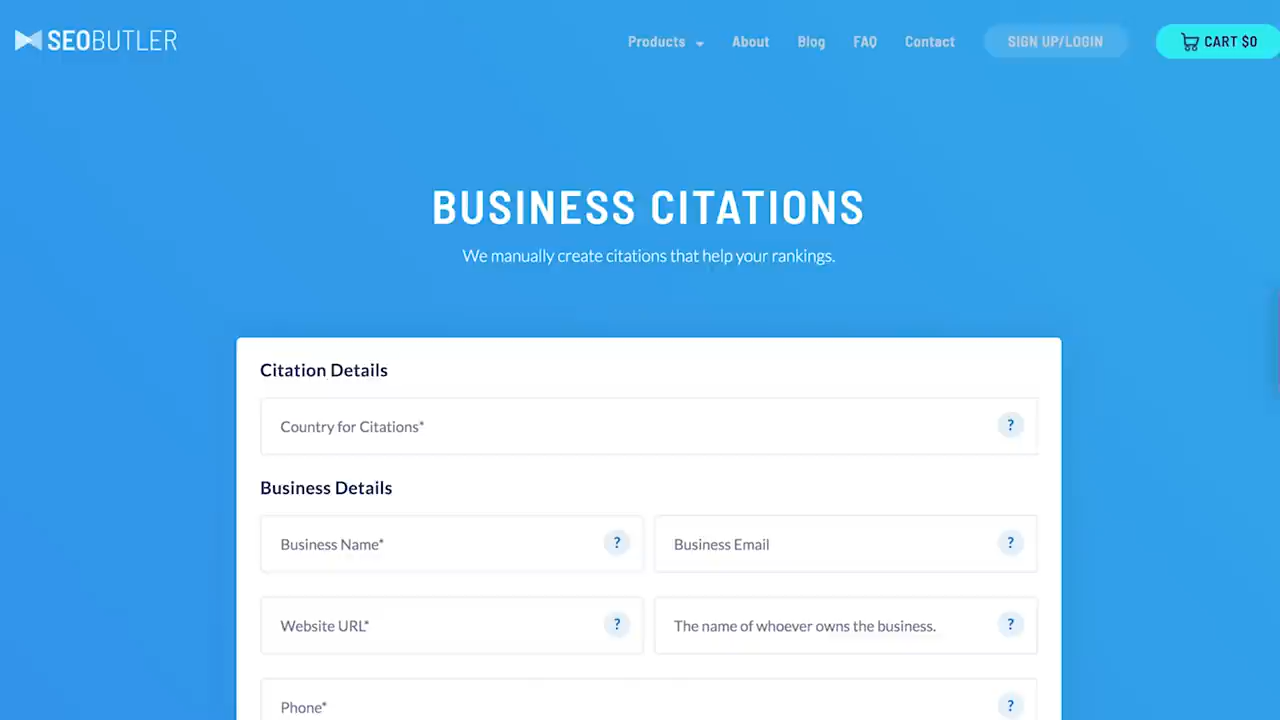 SEOBUTLER Products About Blog FAQ Contact SIGN UP/LOGIN CART $0
BUSINESS CITATIONS
We manually create citations that help your rankings.
Citation Details
Country for Citations* ?
Business Details
Business Name* ? Business Email ?
Website URL* ? The name of whoever owns the business. ?
Phone* ?